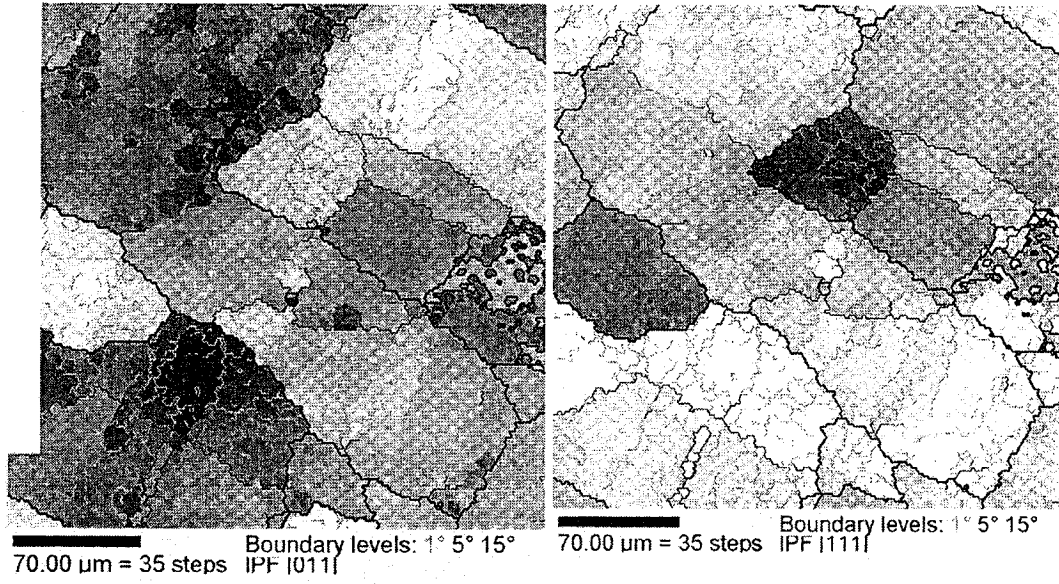 70.00 µm = 35 steps
Boundary levels: 1° 5° 15°
IPF [011]
70.00 µm = 35 steps
Boundary levels: 1° 5° 15°
IPF [111]